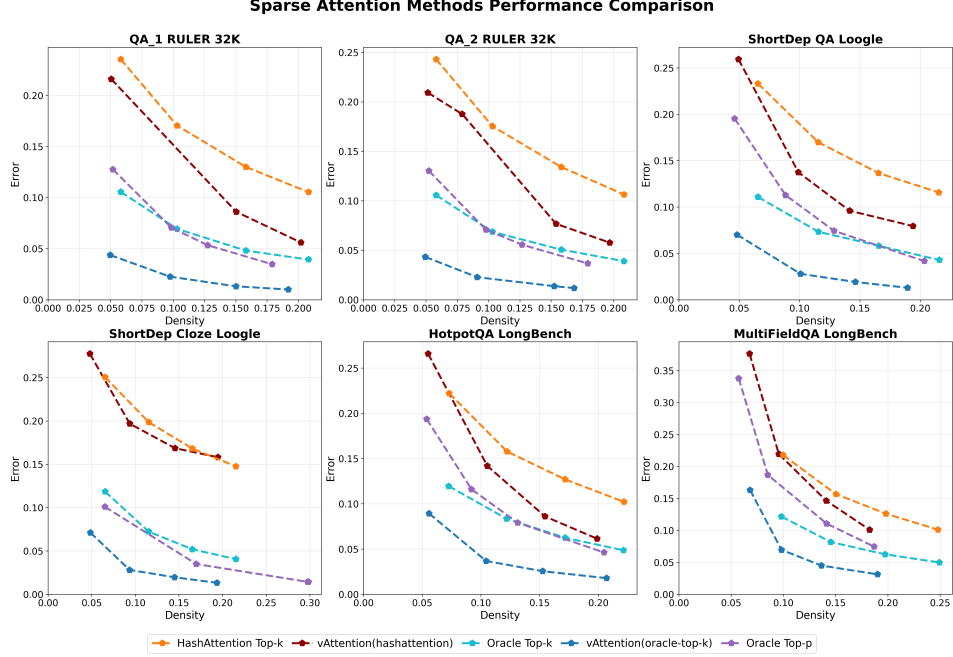 Sparse Attention Methods Performance Comparison
QA_1 RULER 32K
Error
0.20
0.15
0.10
0.05
0.00
0.000 0.025 0.050 0.075 0.100 0.125 0.150 0.175 0.200
Density
QA_2 RULER 32K
Error
0.25
0.20
0.15
0.10
0.05
0.00
0.000 0.025 0.050 0.075 0.100 0.125 0.150 0.175 0.200
Density
ShortDep QA Loogle
Error
0.25
0.20
0.15
0.10
0.05
0.00
0.00 0.05 0.10 0.15 0.20
Density
ShortDep Cloze Loogle
Error
0.25
0.20
0.15
0.10
0.05
0.00
0.00 0.05 0.10 0.15 0.20 0.25 0.30
Density
HotpotQA LongBench
Error
0.25
0.20
0.15
0.10
0.05
0.00
0.00 0.05 0.10 0.15 0.20
Density
MultiFieldQA LongBench
Error
0.35
0.30
0.25
0.20
0.15
0.10
0.05
0.00
0.00 0.05 0.10 0.15 0.20 0.25
Density
HashAttention Top-k vAttention(hashattention) Oracle Top-k vAttention(oracle-top-k) Oracle Top-p